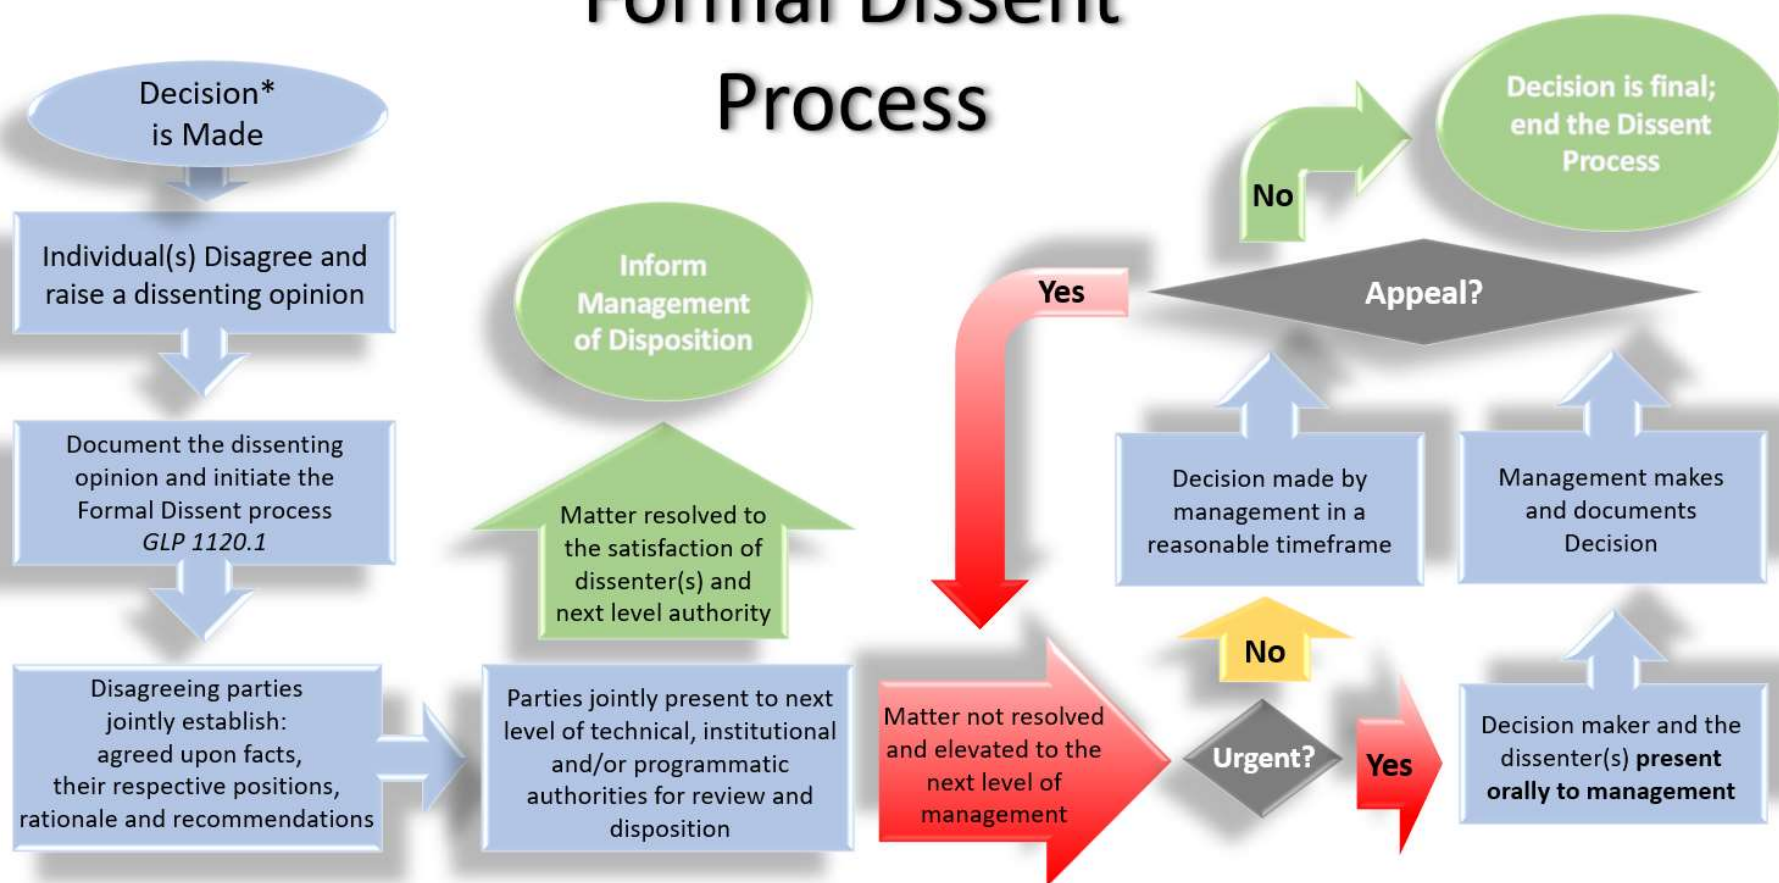 Formal Dissent
Process
Decision*
is Made
Individual(s) Disagree and
raise a dissenting opinion
Document the dissenting
opinion and initiate the
Formal Dissent process
GLP 1120.1
Disagreeing parties
jointly establish:
agreed upon facts,
their respective positions,
rationale and recommendations
Parties jointly present to next
level of technical, institutional
and/or programmatic
authorities for review and
disposition
Matter resolved to
the satisfaction of
dissenter(s) and
next level authority
Inform
Management
of Disposition
Matter not resolved
and elevated to the
next level of
management
Urgent?
No
Decision made by
management in a
reasonable timeframe
Yes
Decision maker and the
dissenter(s) present
orally to management
Management makes
and documents
Decision
Appeal?
Yes
No
Decision is final;
end the Dissent
Process